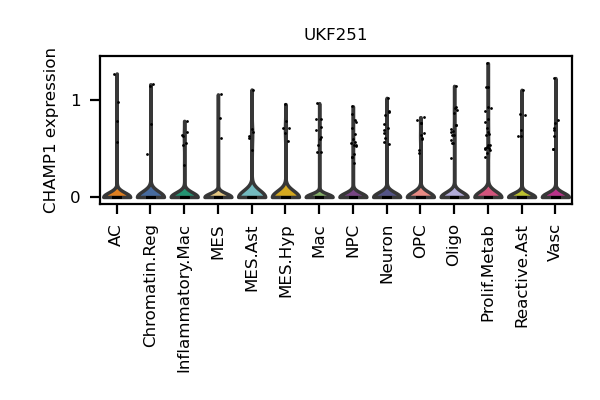 UKF251
CHAMP1 expression
1
0
AC
Chromatin.Reg
Inflammatory.Mac
MES
MES.Ast
MES.Hyp
Mac
NPC
Neuron
OPC
Oligo
Prolif.Metab
Reactive.Ast
Vasc